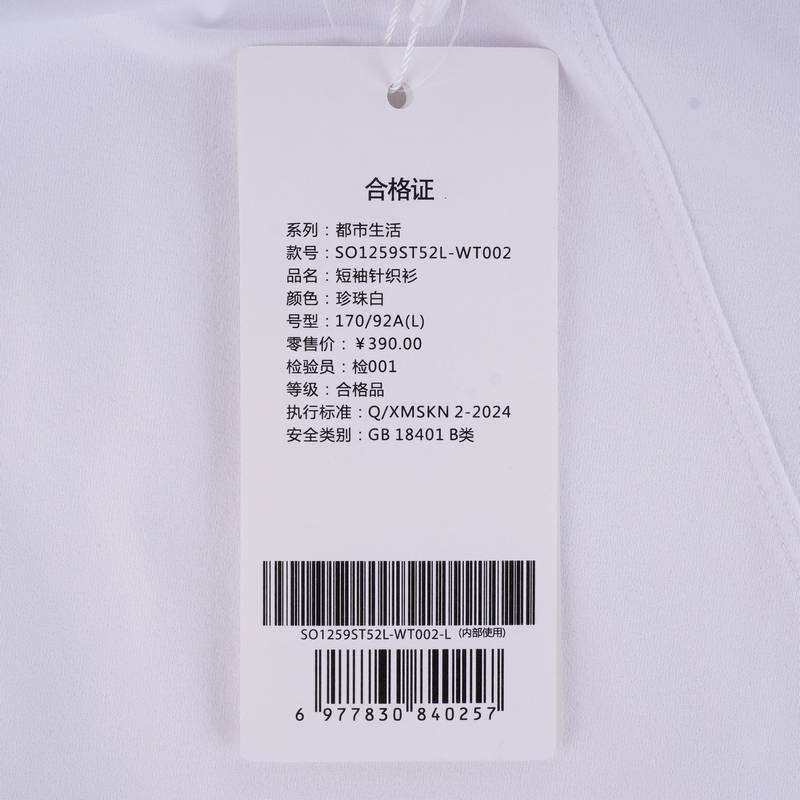 合格证
系列：都市生活
款号：SO1259ST52L-WT002
品名：短袖针织衫
颜色：珍珠白
号型：170/92A(L)
零售价：￥390.00
检验员：检001
等级：合格品
执行标准：Q/XMSKN 2-2024
安全类别：GB 18401 B类
SO1259ST52L-WT002-L (内部使用)
6 977830 840257